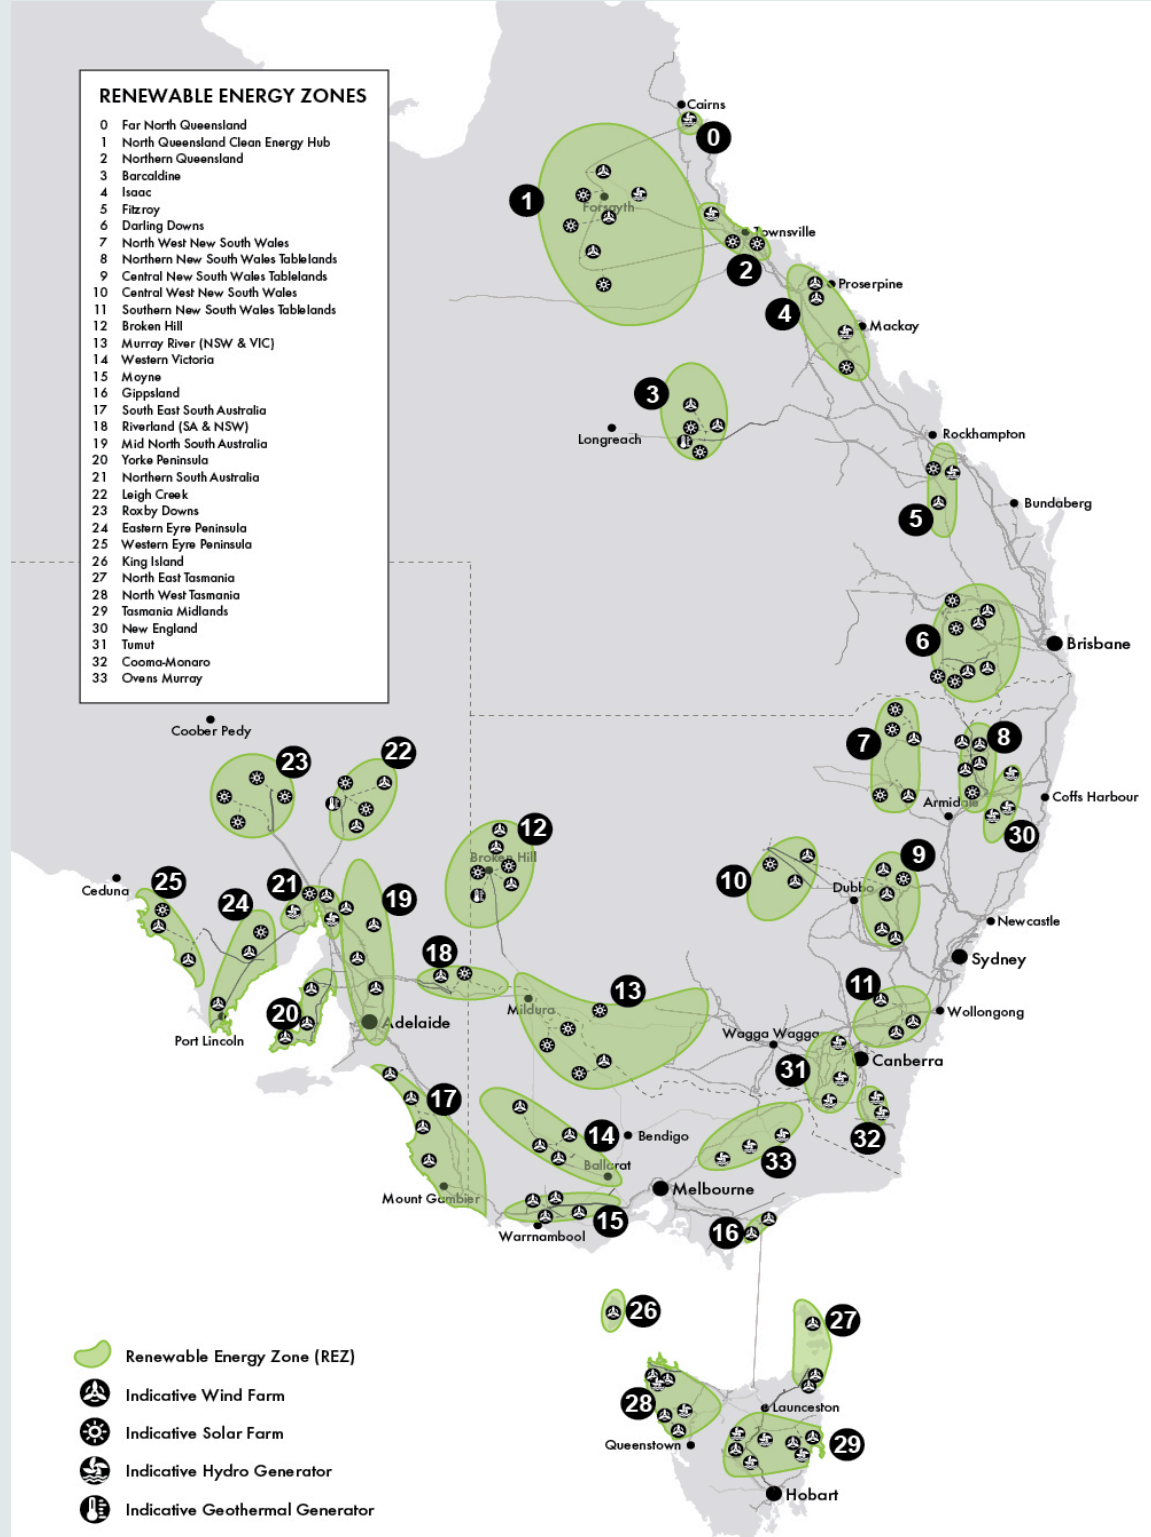 RENEWABLE ENERGY ZONES
0 Far North Queensland
1 North Queensland Clean Energy Hub
2 Northern Queensland
3 Barcaldine
4 Isaac
5 Fitzroy
6 Darling Downs
7 North West New South Wales
8 Northern New South Wales Tablelands
9 Central New South Wales Tablelands
10 Central West New South Wales
11 Southern New South Wales Tablelands
12 Broken Hill
13 Murray River (NSW & VIC)
14 Western Victoria
15 Moyne
16 Gippsland
17 South East South Australia
18 Riverland (SA & NSW)
19 Mid North South Australia
20 Yorke Peninsula
21 Northern South Australia
22 Leigh Creek
23 Roxby Downs
24 Eastern Eyre Peninsula
25 Western Eyre Peninsula
26 King Island
27 North East Tasmania
28 North West Tasmania
29 Tasmania Midlands
30 New England
31 Tumut
32 Cooma-Monaro
33 Ovens Murray
Cairns
0
1
Forsayth
Townsville
2
Proserpine
4
Mackay
3
Longreach
Rockhampton
5
Bundaberg
6
Brisbane
Coober Pedy
23
22
7
8
Armidale
Coffs Harbour
30
12
Broken Hill
10
9
Dubbo
Ceduna
25
21
24
19
Newcastle
Sydney
18
13
11
Mildura
Wollongong
20
Adelaide
Port Lincoln
Wagga Wagga
31
Canberra
17
14
Bendigo
33
32
Ballarat
Mount Gambier
Melbourne
15
16
Warrnambool
26
27
28
Launceston
Queenstown
29
Hobart
Renewable Energy Zone (REZ)
Indicative Wind Farm
Indicative Solar Farm
Indicative Hydro Generator
Indicative Geothermal Generator